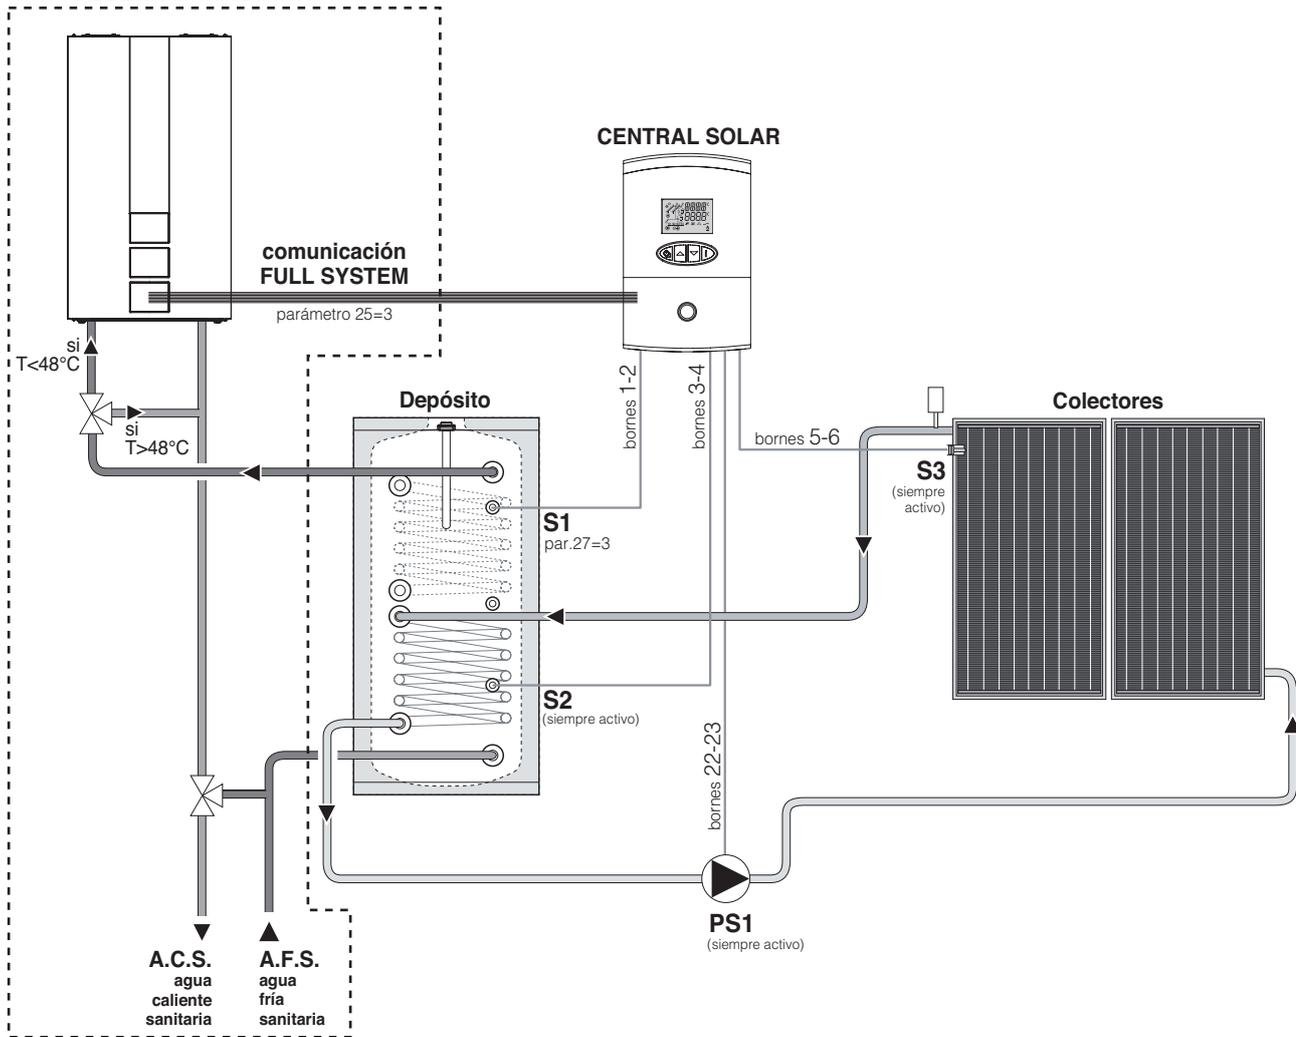 CENTRAL SOLAR
comunicación
FULL SYSTEM
parámetro 25=3
si
T<48°C
si
T>48°C
Depósito
bornes 1-2
bornes 3-4
bornes 5-6
Colectores
S3
(siempre
activo)
S1
par.27=3
S2
(siempre activo)
bornes 22-23
PS1
(siempre activo)
A.C.S.
agua
caliente
sanitaria
A.F.S.
agua
fría
sanitaria